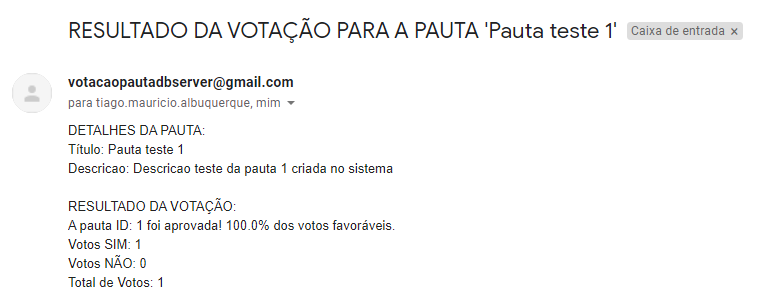 RESULTADO DA VOTAÇÃO PARA A PAUTA 'Pauta teste 1' Caixa de entrada ×
votacaopautadbserver@gmail.com
para tiago.mauricio.albuquerque, mim
DETALHES DA PAUTA:
Título: Pauta teste 1
Descricao: Descricao teste da pauta 1 criada no sistema
RESULTADO DA VOTAÇÃO:
A pauta ID: 1 foi aprovada! 100.0% dos votos favoráveis.
Votos SIM: 1
Votos NÃO: 0
Total de Votos: 1